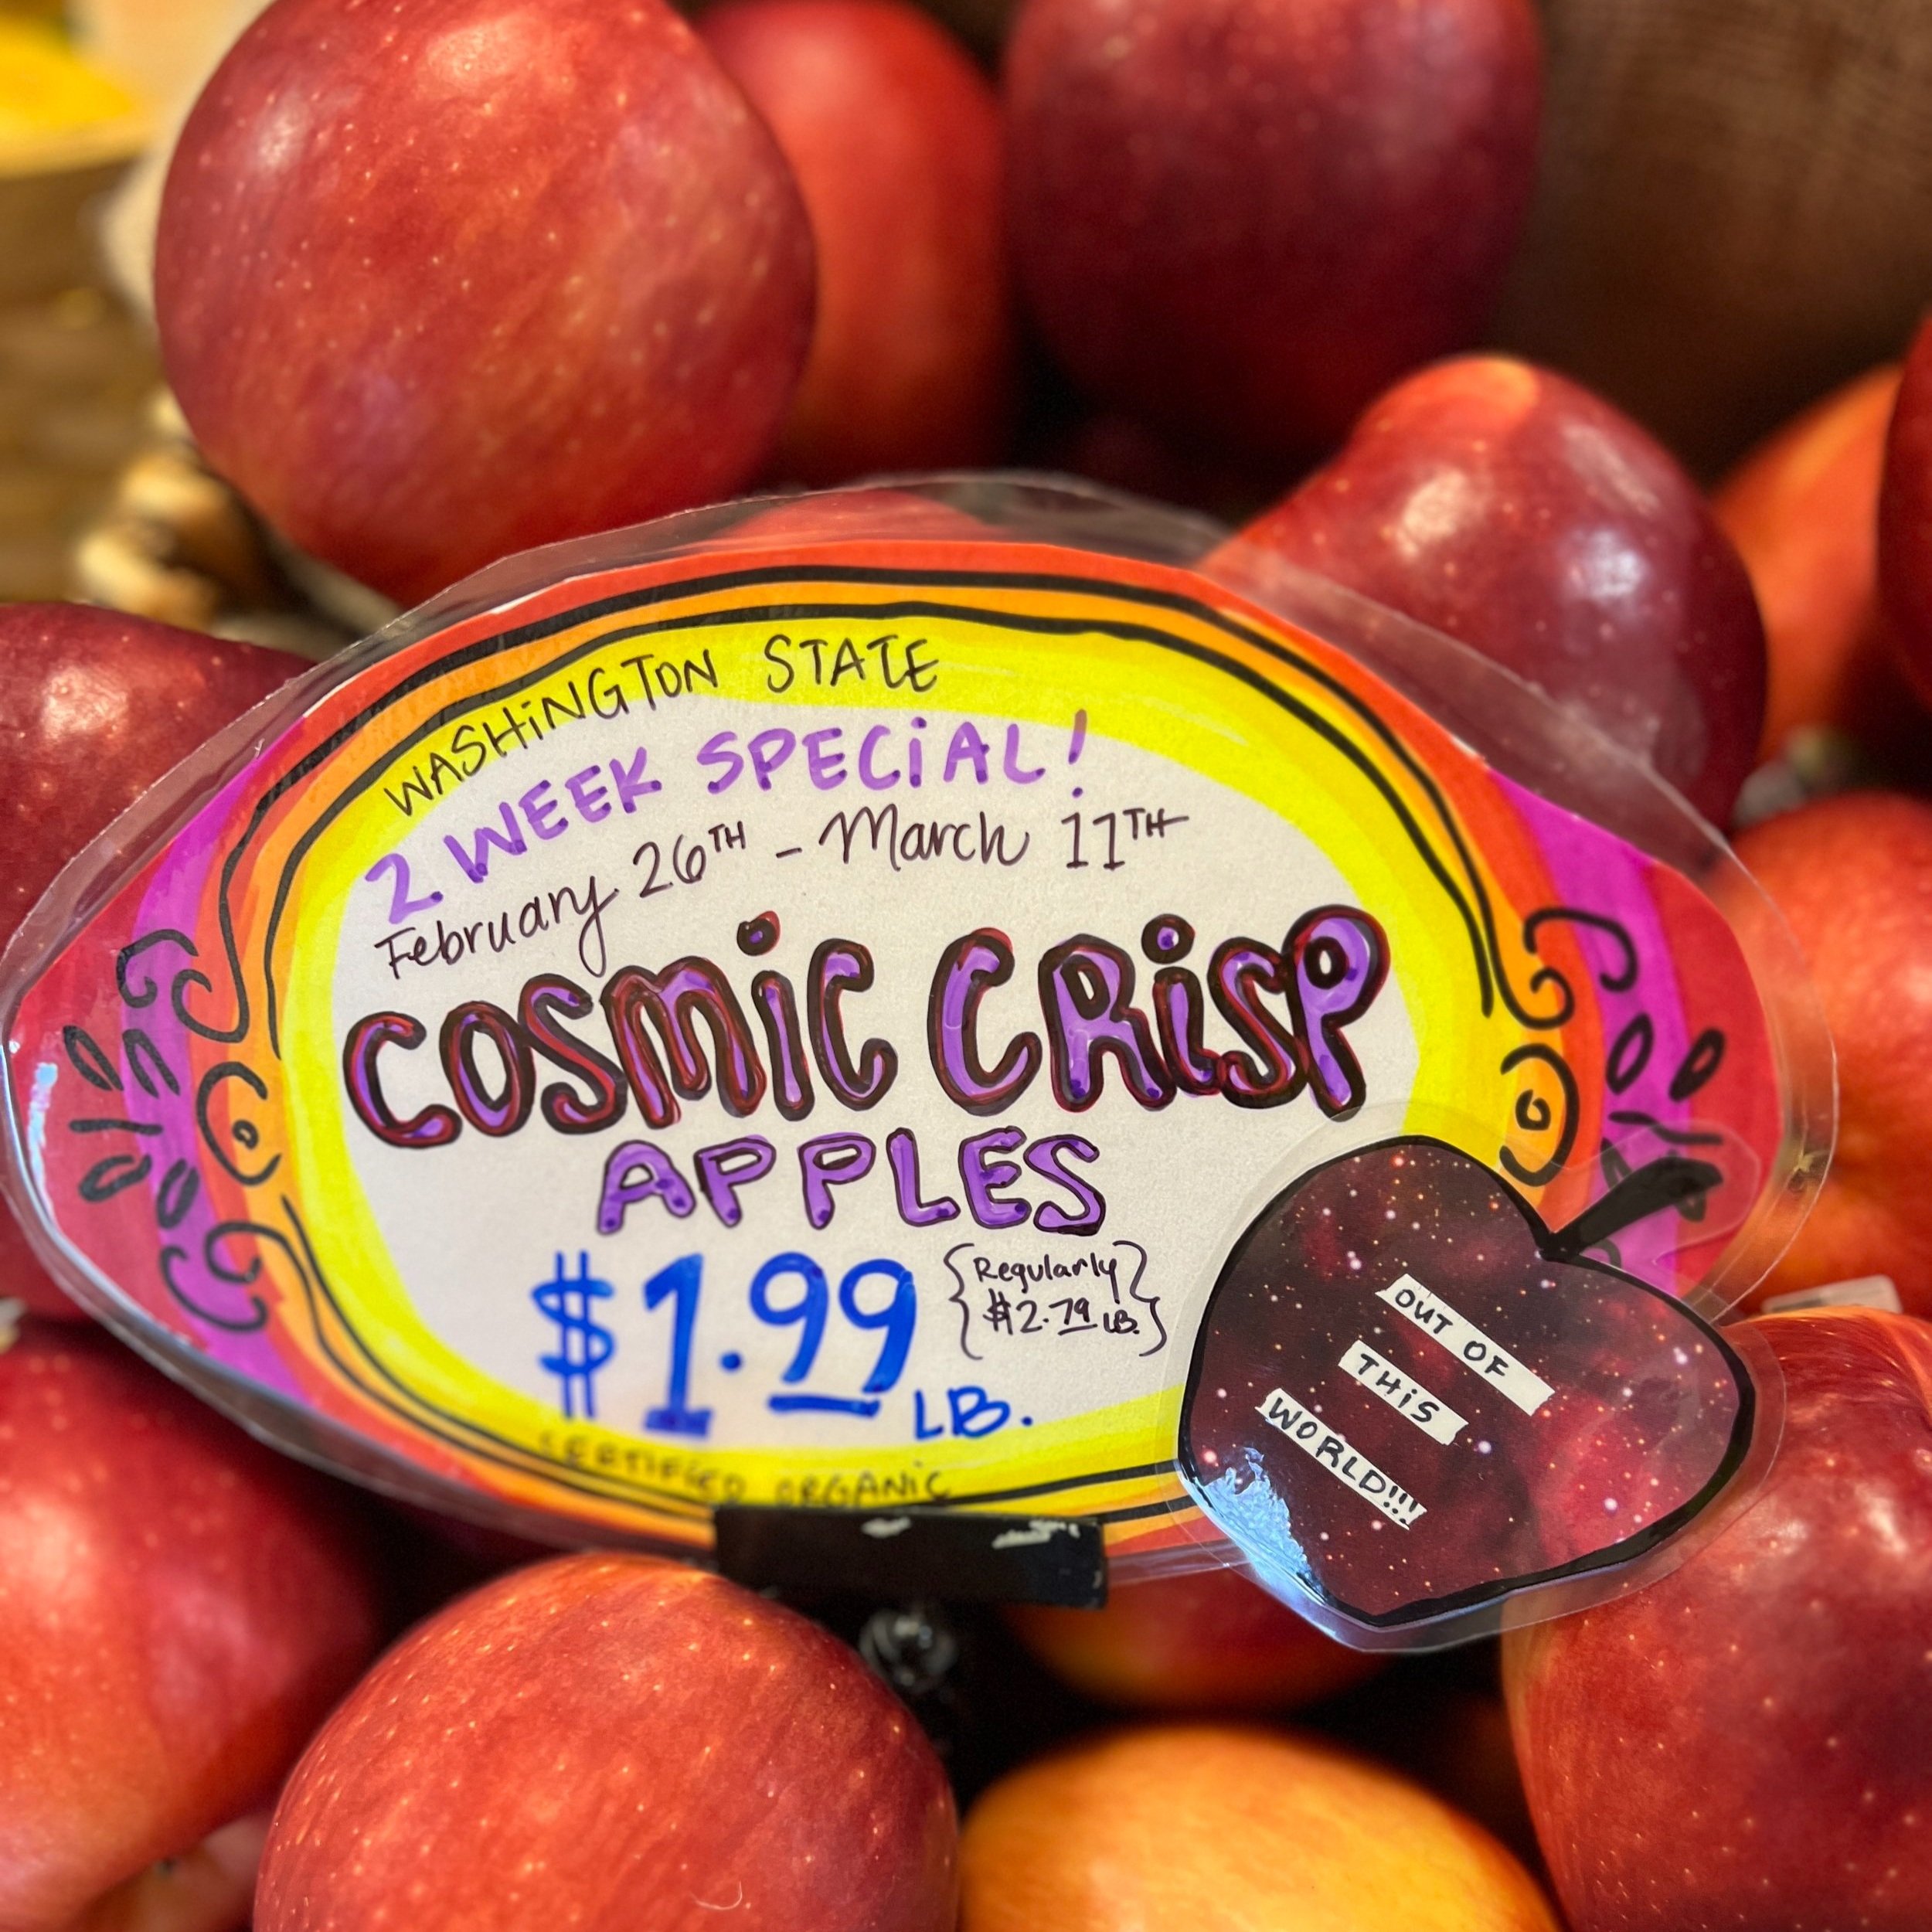 WASHiNGTON STATE
2 WEEK SPECiAL!
February 26TH - March 11TH
COSMiC CRiSP
APPLES
$1.99 LB.
{Regularly
$2.79 LB.}
CERTiFiED ORGANiC
OUT OF
THiS
WORLD!!!